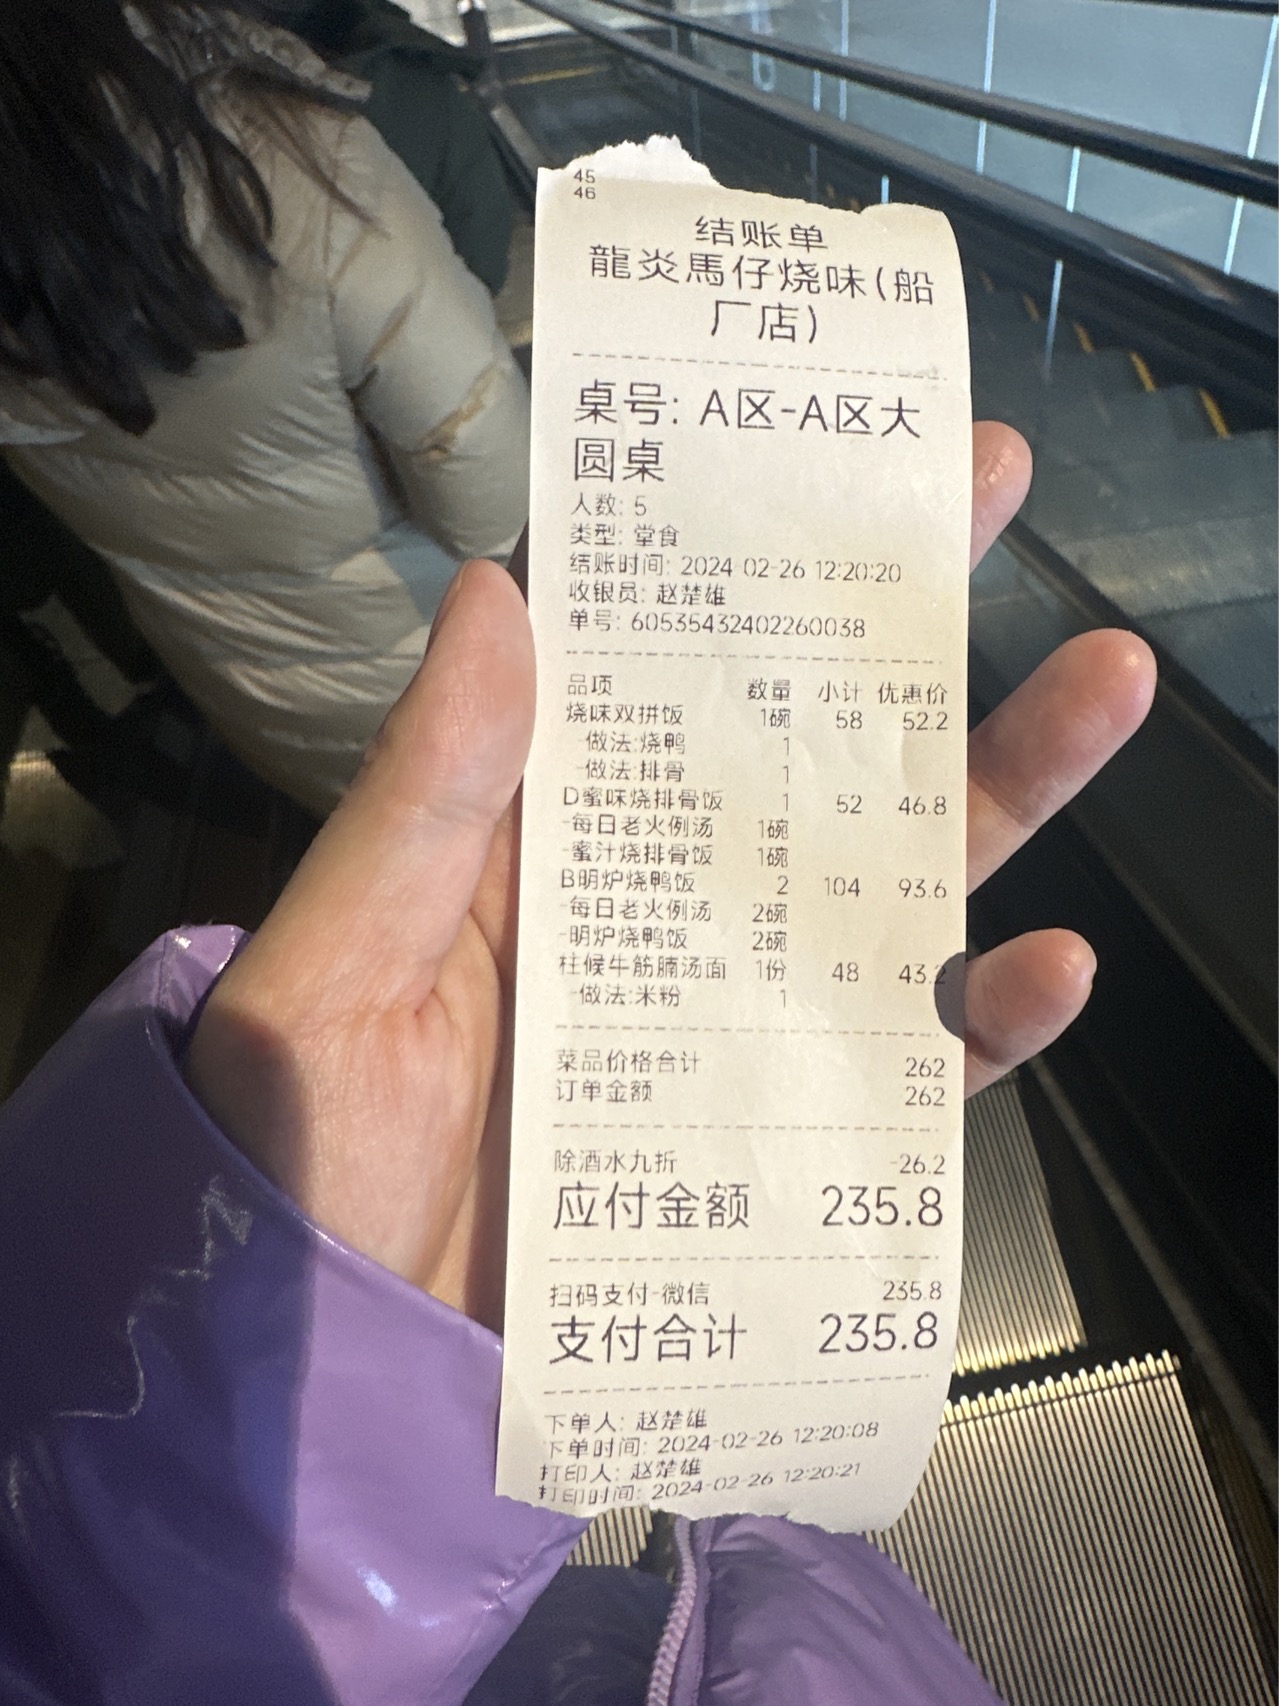 45
46
结账单
龍炎馬仔烧味(船
厂店)
桌号: A区-A区大
圆桌
人数: 5
类型: 堂食
结账时间: 2024-02-26 12:20:20
收银员: 赵楚雄
单号: 60535432402260038
品项 数量 小计 优惠价
烧味双拼饭 1碗 58 52.2
-做法:烧鸭 1
-做法:排骨 1
D蜜味烧排骨饭 1 52 46.8
-每日老火例汤 1碗
-蜜汁烧排骨饭 1碗
B明炉烧鸭饭 2 104 93.6
-每日老火例汤 2碗
-明炉烧鸭饭 2碗
柱候牛筋腩汤面 1份 48 43.2
-做法:米粉 1
菜品价格合计 262
订单金额 262
除酒水九折 -26.2
应付金额 235.8
扫码支付-微信 235.8
支付合计 235.8
下单人: 赵楚雄
下单时间: 2024-02-26 12:20:08
打印人: 赵楚雄
打印时间: 2024-02-26 12:20:21